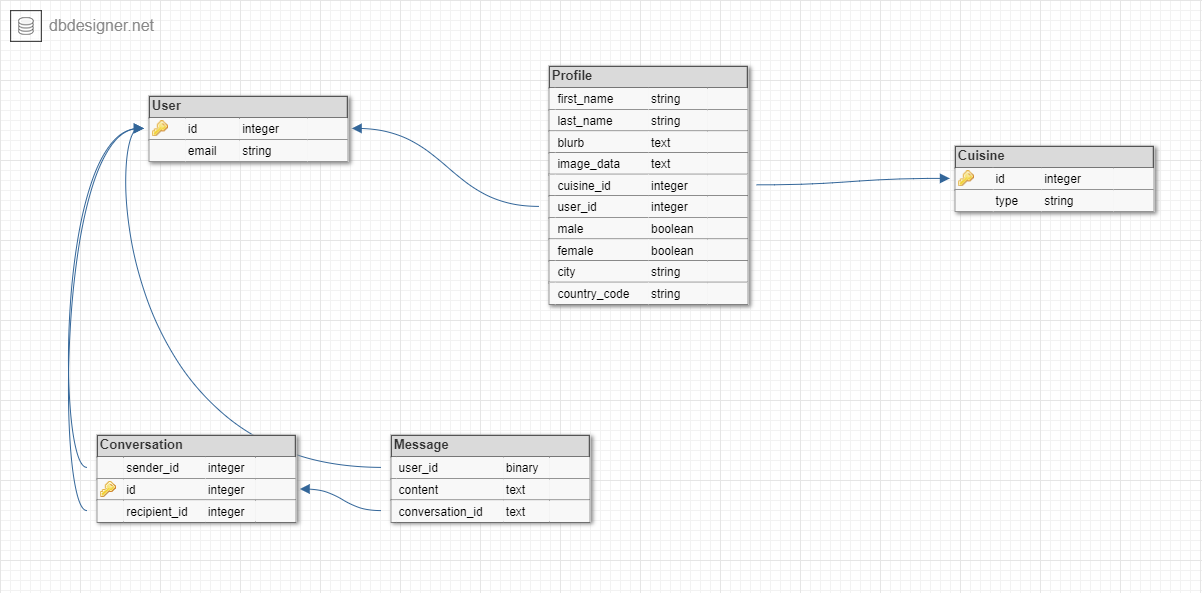 dbdesigner.net
User
id integer
email string
Profile
first_name string
last_name string
blurb text
image_data text
cuisine_id integer
user_id integer
male boolean
female boolean
city string
country_code string
Cuisine
id integer
type string
Conversation
sender_id integer
id integer
recipient_id integer
Message
user_id binary
content text
conversation_id text